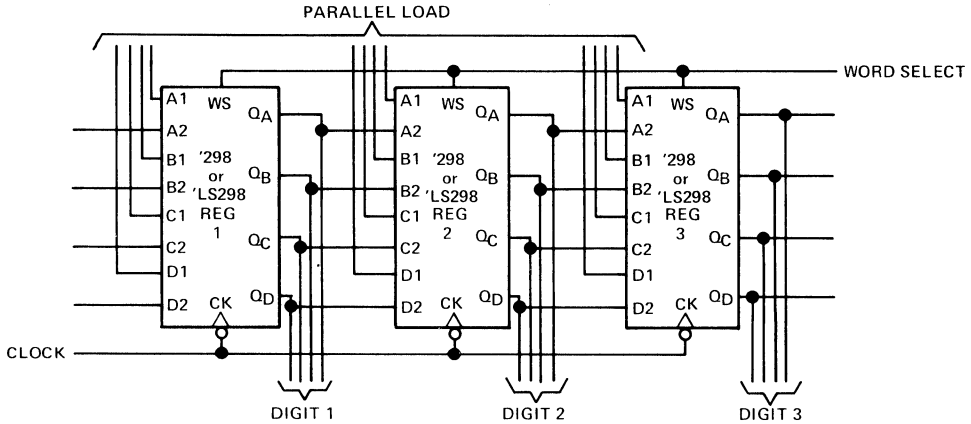 PARALLEL LOAD
WORD SELECT
A1 WS QA
A2
B1 '298
or QB
B2 'LS298
C1 REG
1 QC
C2
D1
QD
D2 CK
A1 WS QA
A2
B1 '298
or QB
B2 'LS298
C1 REG
2 QC
C2
D1
QD
D2 CK
A1 WS QA
A2
B1 '298
or QB
B2 'LS298
C1 REG
3 QC
C2
D1
QD
D2 CK
CLOCK
DIGIT 1 DIGIT 2 DIGIT 3